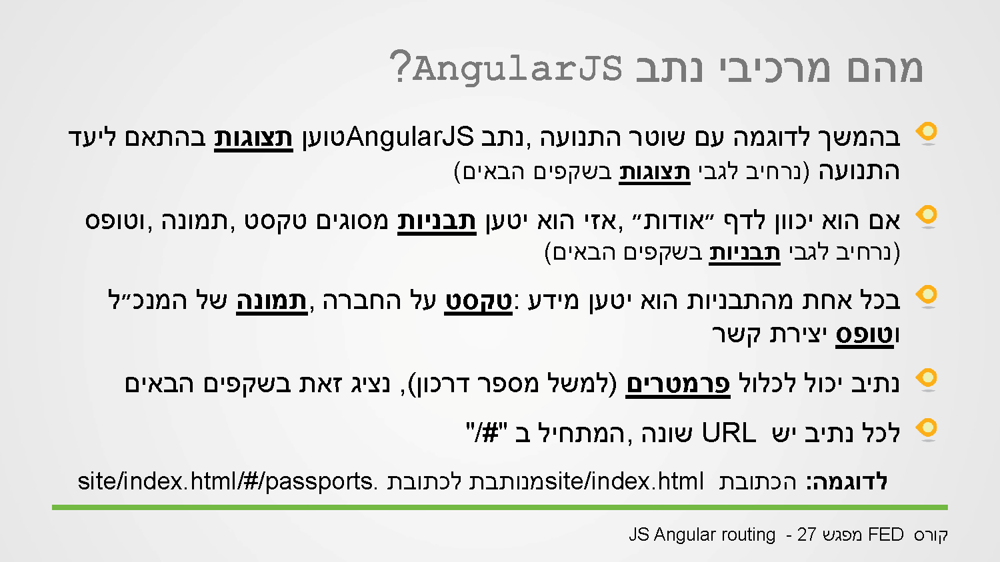 מהם מרכיבי נתב AngularJS?
בהמשך לדוגמה עם שוטר התנועה, נתב AngularJSטוען תצוגות בהתאם ליעד
התנועה (נרחיב לגבי תצוגות בשקפים הבאים)
אם הוא יכוון לדף ״אודות״, אזי הוא יטען תבניות מסוגים טקסט, תמונה, וטופס
(נרחיב לגבי תבניות בשקפים הבאים)
בכל אחת מהתבניות הוא יטען מידע: טקסט על החברה, תמונה של המנכ״ל
וטופס יצירת קשר
נתיב יכול לכלול פרמטרים (למשל מספר דרכון), נציג זאת בשקפים הבאים
לכל נתיב יש URL שונה, המתחיל ב "#/"
לדוגמה: הכתובת site/index.htmlמנותבת לכתובת site/index.html/#/passports.
קורס FED מפגש 27 - JS Angular routing